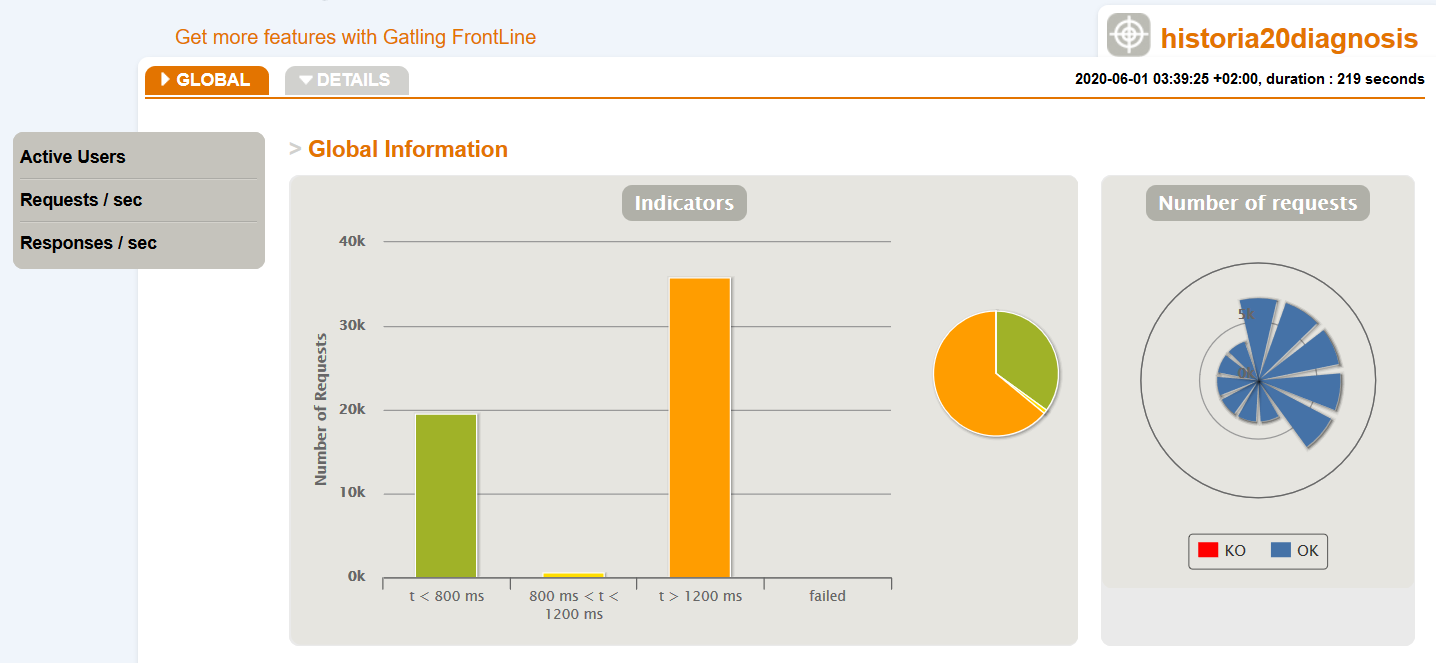 Get more features with Gatling FrontLine
historia20diagnosis
GLOBAL
DETAILS
2020-06-01 03:39:25 +02:00, duration : 219 seconds
Active Users
Requests / sec
Responses / sec
> Global Information
Indicators
Number of Requests
40k
30k
20k
10k
0k
t < 800 ms
800 ms < t <
1200 ms
t > 1200 ms
failed
Number of requests
5k
0k
KO
OK